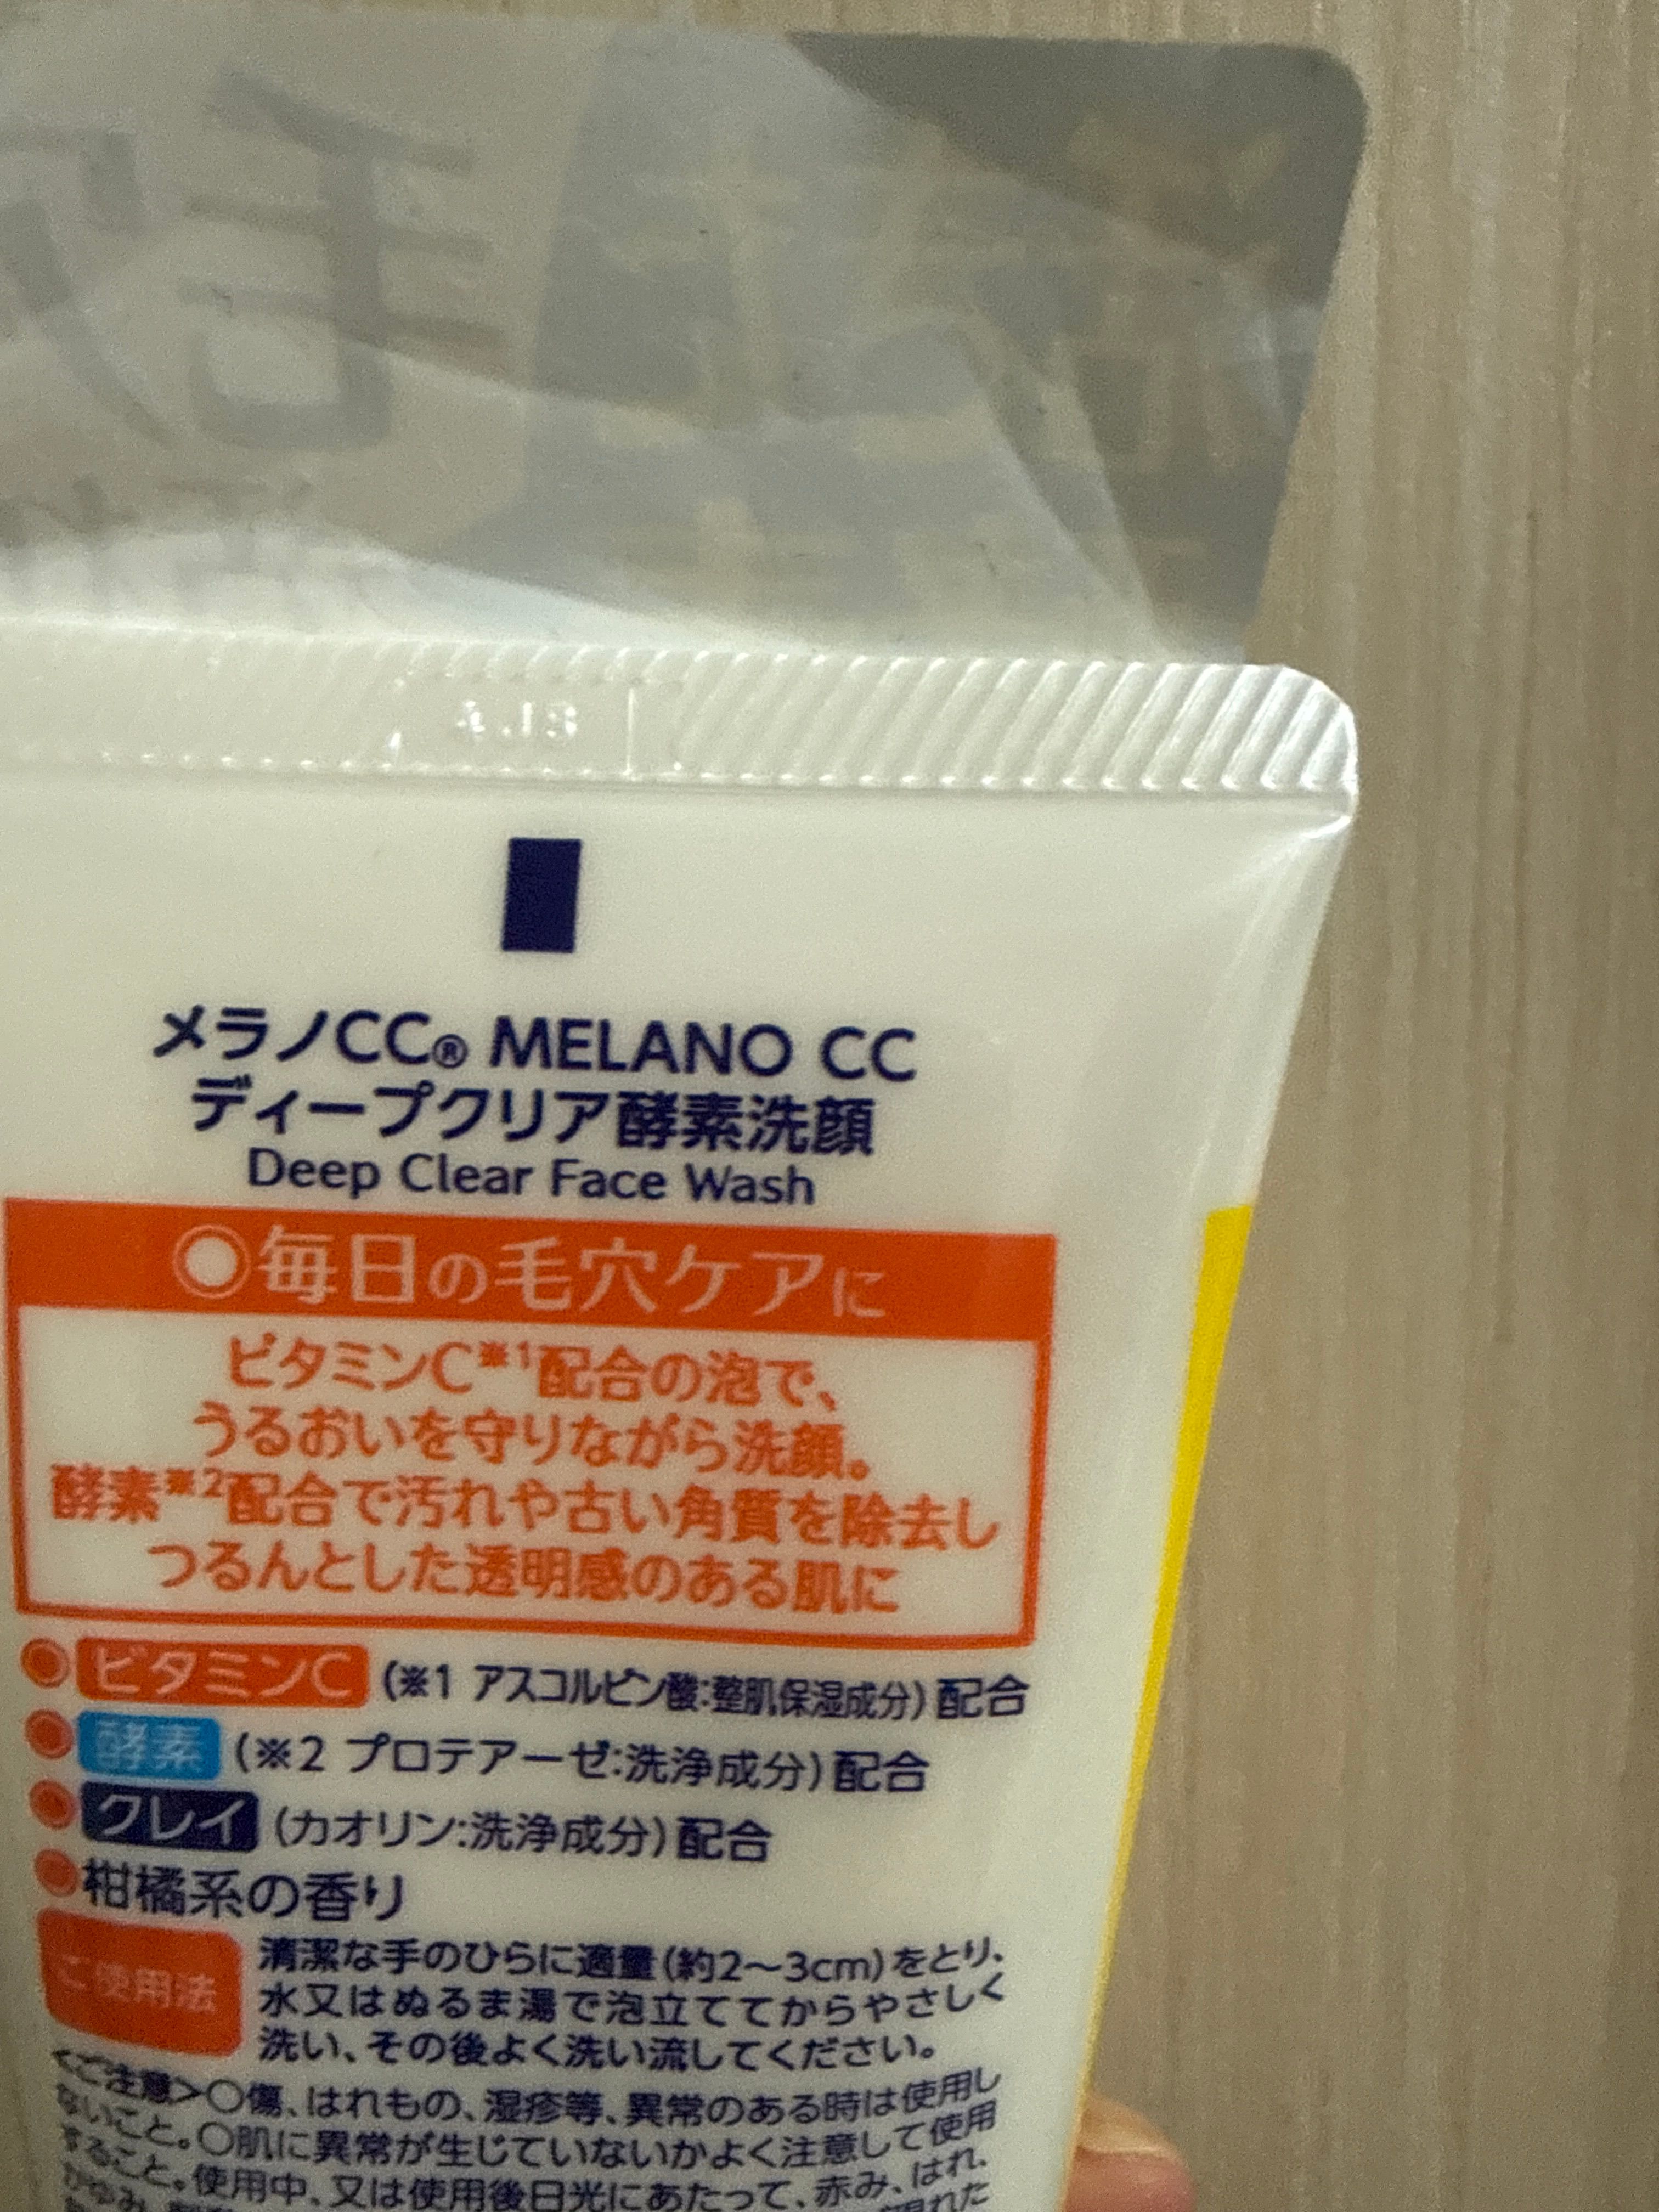 メラノCC® MELANO CC
ディープクリア酵素洗顔
Deep Clear Face Wash
◎毎日の毛穴ケアに
ビタミンC※1配合の泡で、
うるおいを守りながら洗顔。
酵素※2配合で汚れや古い角質を除去し
つるんとした透明感のある肌に
ビタミンC (※1 アスコルビン酸:整肌保湿成分) 配合
酵素 (※2 プロテアーゼ:洗浄成分) 配合
クレイ (カオリン:洗浄成分) 配合
柑橘系の香り
ご使用法 清潔な手のひらに適量(約2〜3cm)をとり、
水又はぬるま湯で泡立ててからやさしく
洗い、その後よく洗い流してください。
<ご注意>○傷、はれもの、湿疹等、異常のある時は使用し
ないこと。○肌に異常が生じていないかよく注意して使用
すること。使用中、又は使用後日光にあたって、赤み、はれ、
かゆみ、